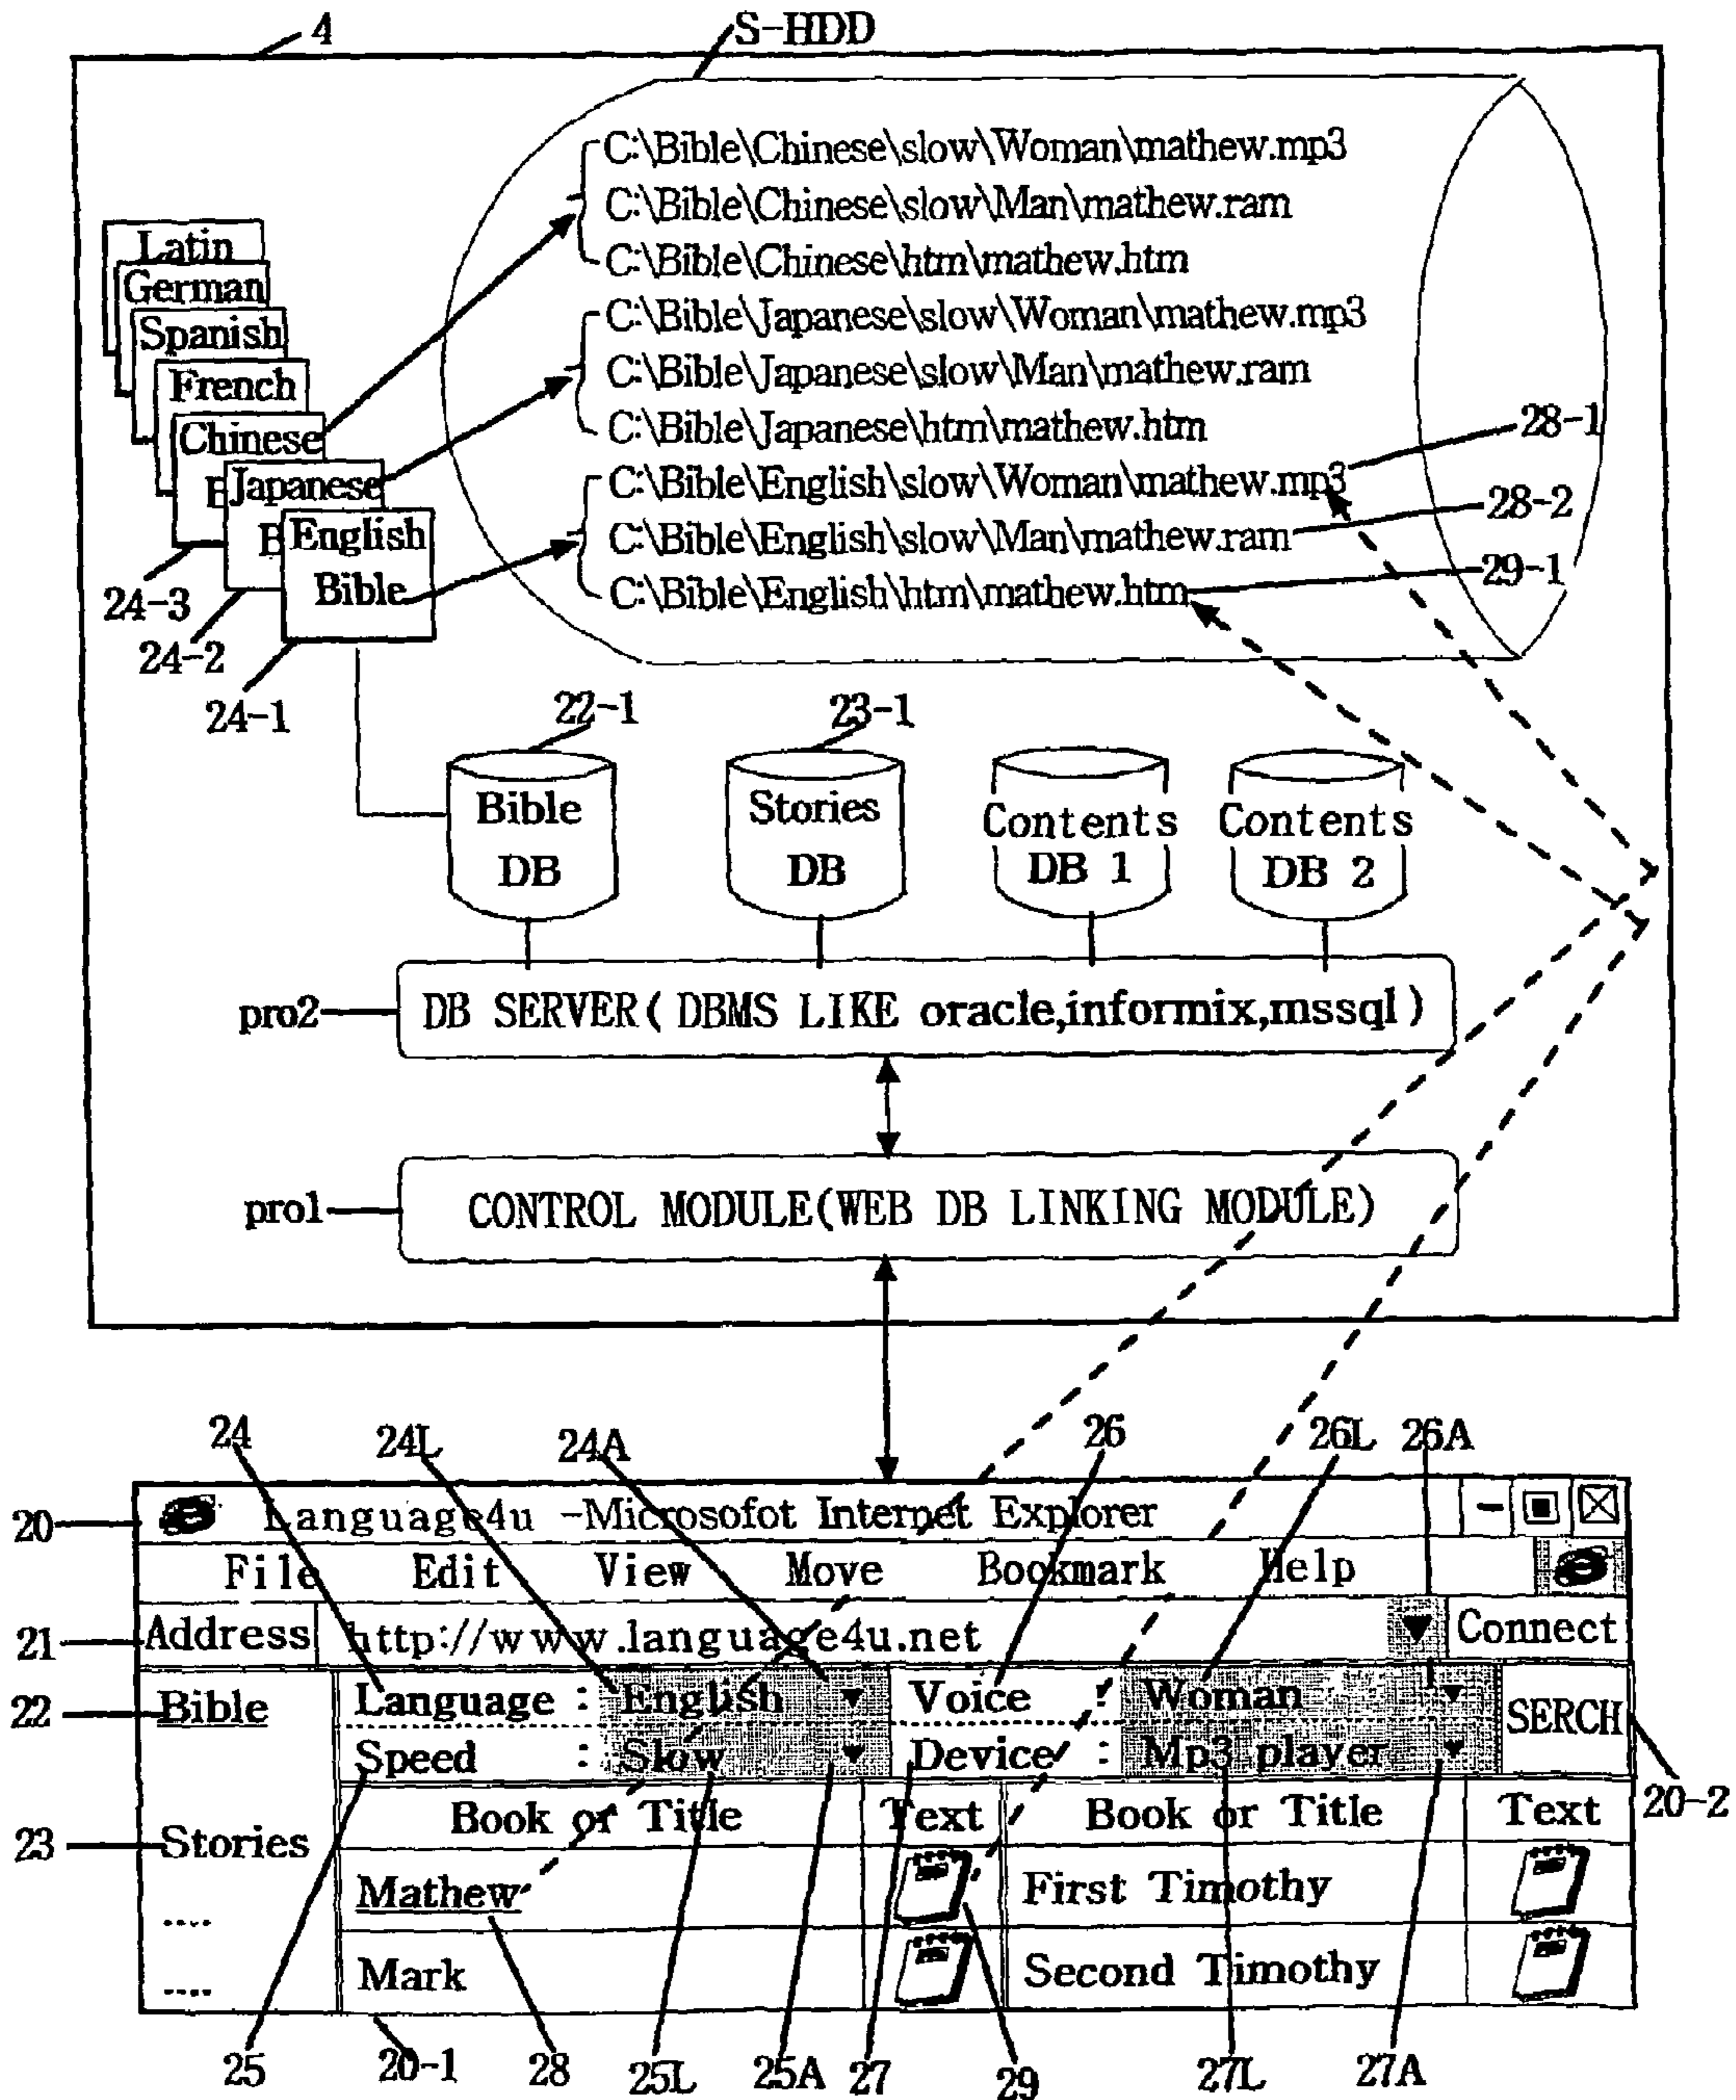 4
S-HDD
C:\Bible\Chinese\slow\Woman\mathew.mp3
C:\Bible\Chinese\slow\Man\mathew.ram
C:\Bible\Chinese\htm\mathew.htm
C:\Bible\Japanese\slow\Woman\mathew.mp3
C:\Bible\Japanese\slow\Man\mathew.ram
C:\Bible\Japanese\htm\mathew.htm
C:\Bible\English\slow\Woman\mathew.mp3
C:\Bible\English\slow\Man\mathew.ram
C:\Bible\English\htm\mathew.htm
28-1
28-2
29-1
Latin
German
Spanish
French
Chinese
B
Japanese
B
English
Bible
24-3
24-2
24-1
22-1
23-1
Bible
DB
Stories
DB
Contents
DB 1
Contents
DB 2
pro2
DB SERVER( DBMS LIKE oracle,informix,mssql )
pro1
CONTROL MODULE(WEB DB LINKING MODULE)
24
24L
24A
26
26L
26A
20
Language4u -Microsofot Internet Explorer
File Edit View Move Bookmark Help
21
Address http://www.language4u.net Connect
22
Bible
Language : English ▼ Voice : Woman ▼
SERCH
Speed : Slow ▼ Device : Mp3 player ▼
20-2
23
Stories
Book or Title Text Book or Title Text
Mathew First Timothy
....
Mark Second Timothy
....
25
20-1
28
25L
25A
27
29
27L
27A